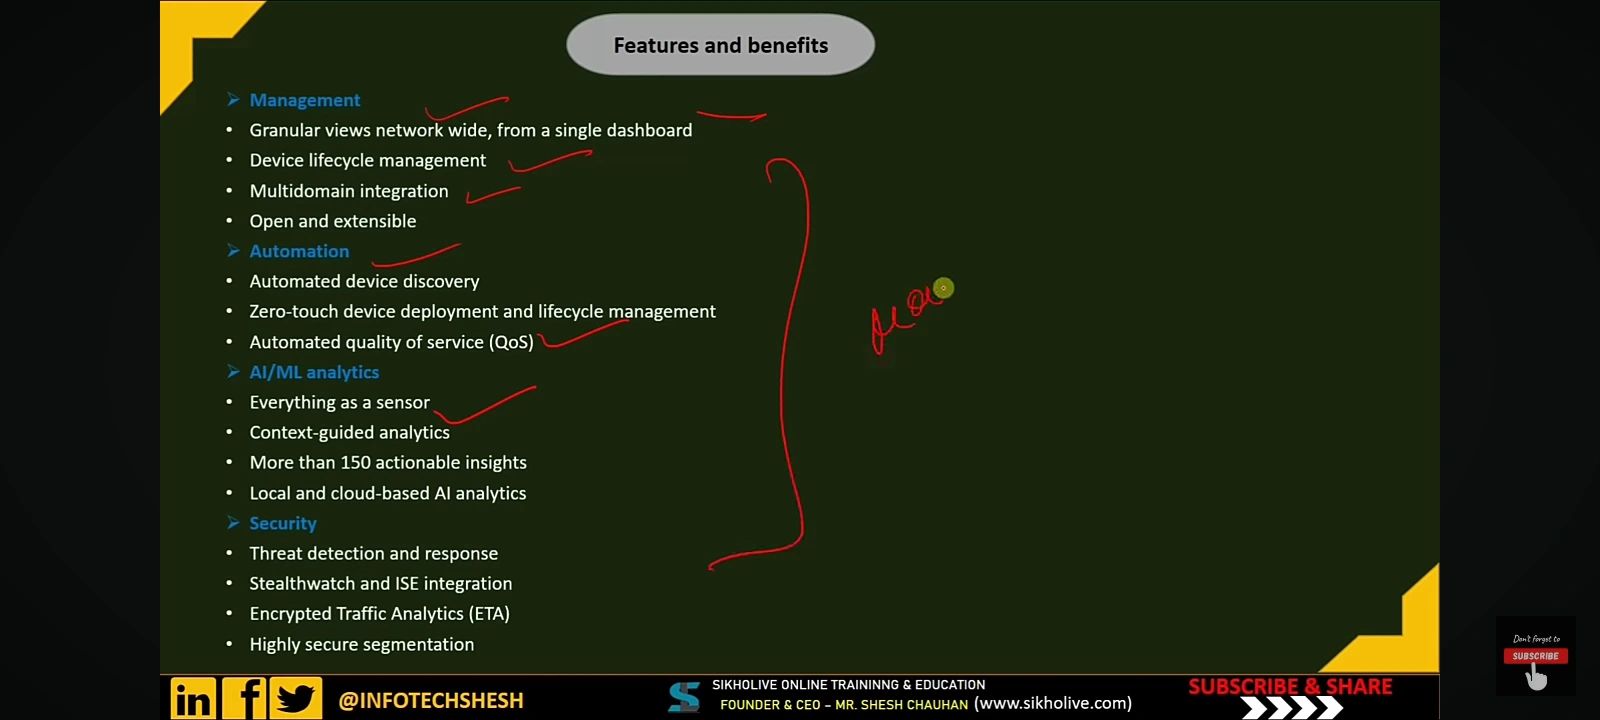 Features and benefits
➢ Management
• Granular views network wide, from a single dashboard
• Device lifecycle management
• Multidomain integration
• Open and extensible
➢ Automation
• Automated device discovery
• Zero-touch device deployment and lifecycle management
• Automated quality of service (QoS)
➢ AI/ML analytics
• Everything as a sensor
• Context-guided analytics
• More than 150 actionable insights
• Local and cloud-based AI analytics
➢ Security
• Threat detection and response
• Stealthwatch and ISE integration
• Encrypted Traffic Analytics (ETA)
• Highly secure segmentation
Don't forget to
SUBSCRIBE
in f @INFOTECHSHESH
SIKHOLIVE ONLINE TRAININNG & EDUCATION
FOUNDER & CEO – MR. SHESH CHAUHAN (www.sikholive.com)
SUBSCRIBE & SHARE